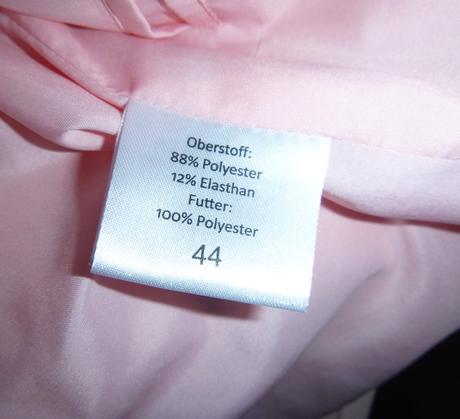 Oberstoff:
88% Polyester
12% Elasthan
Futter:
100% Polyester
44